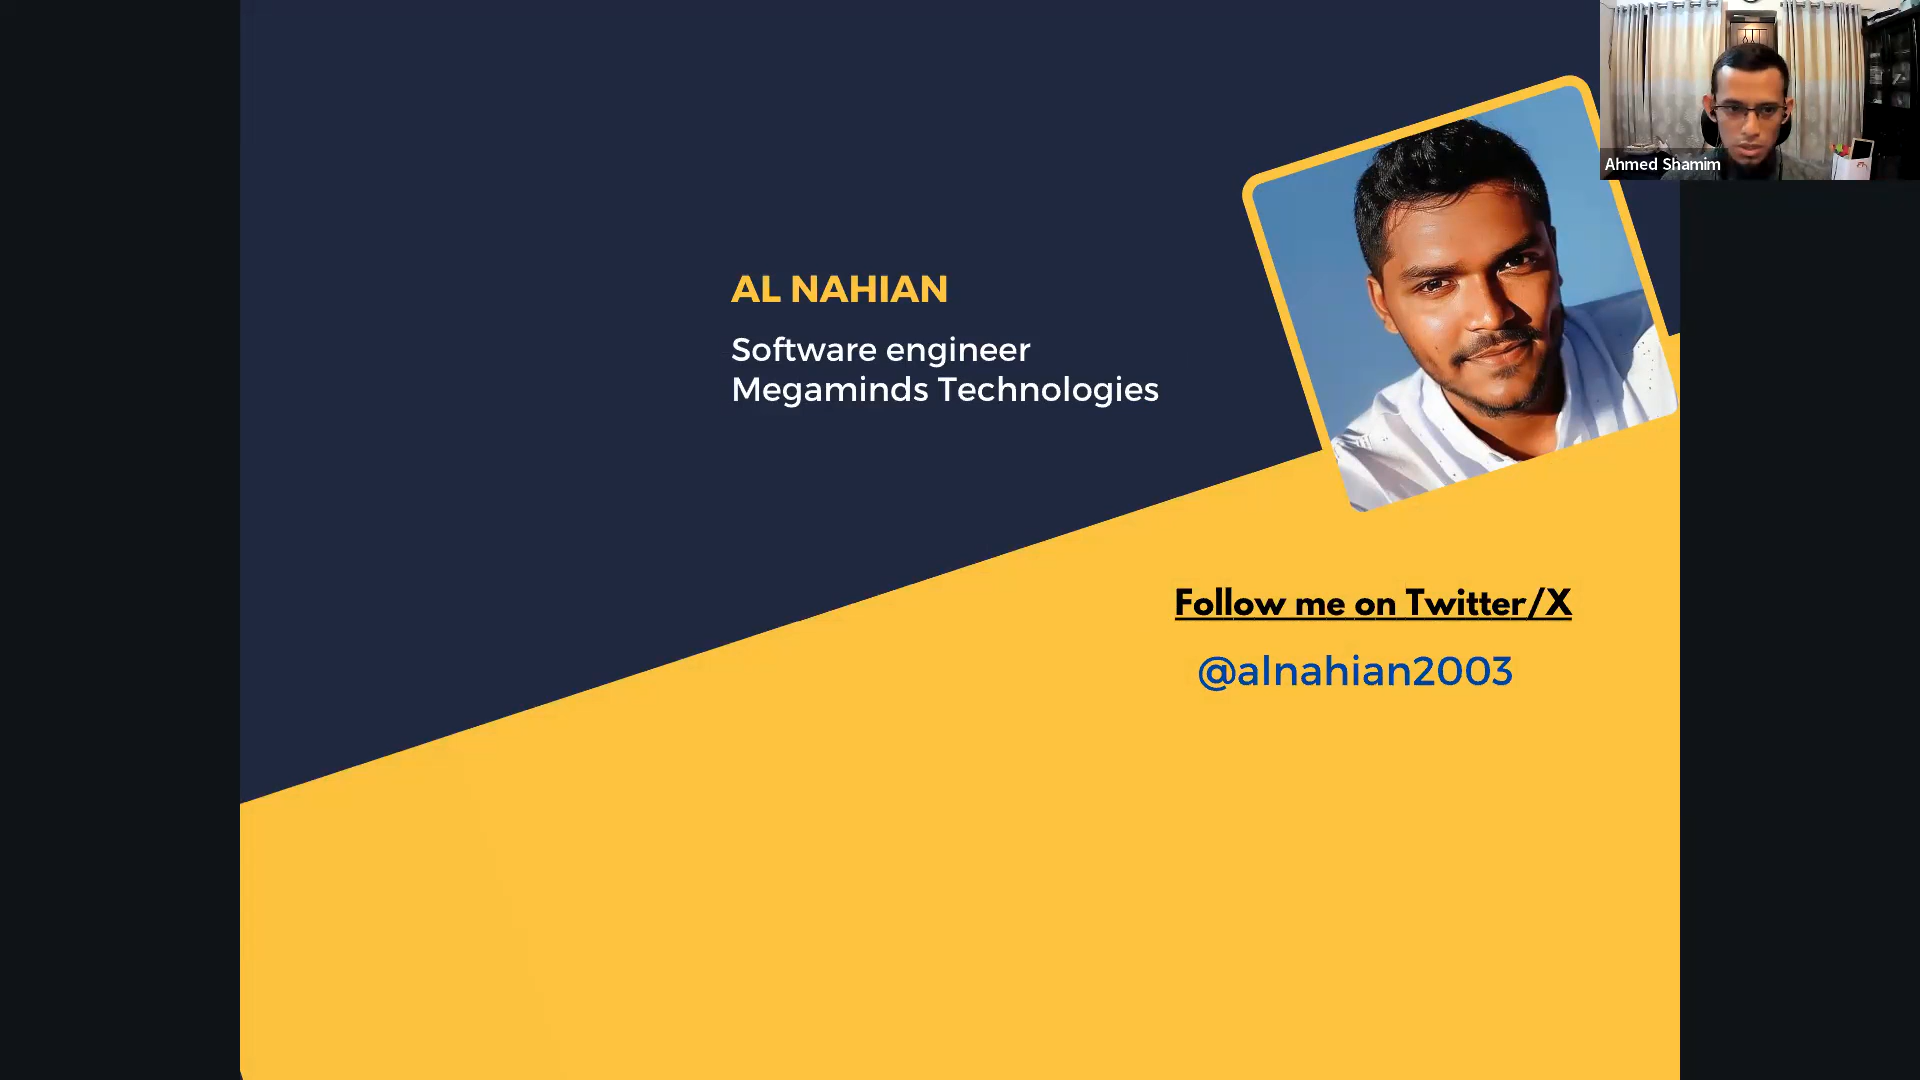 Ahmed Shamim
AL NAHIAN
Software engineer
Megaminds Technologies
Follow me on Twitter/X
@alnahian2003